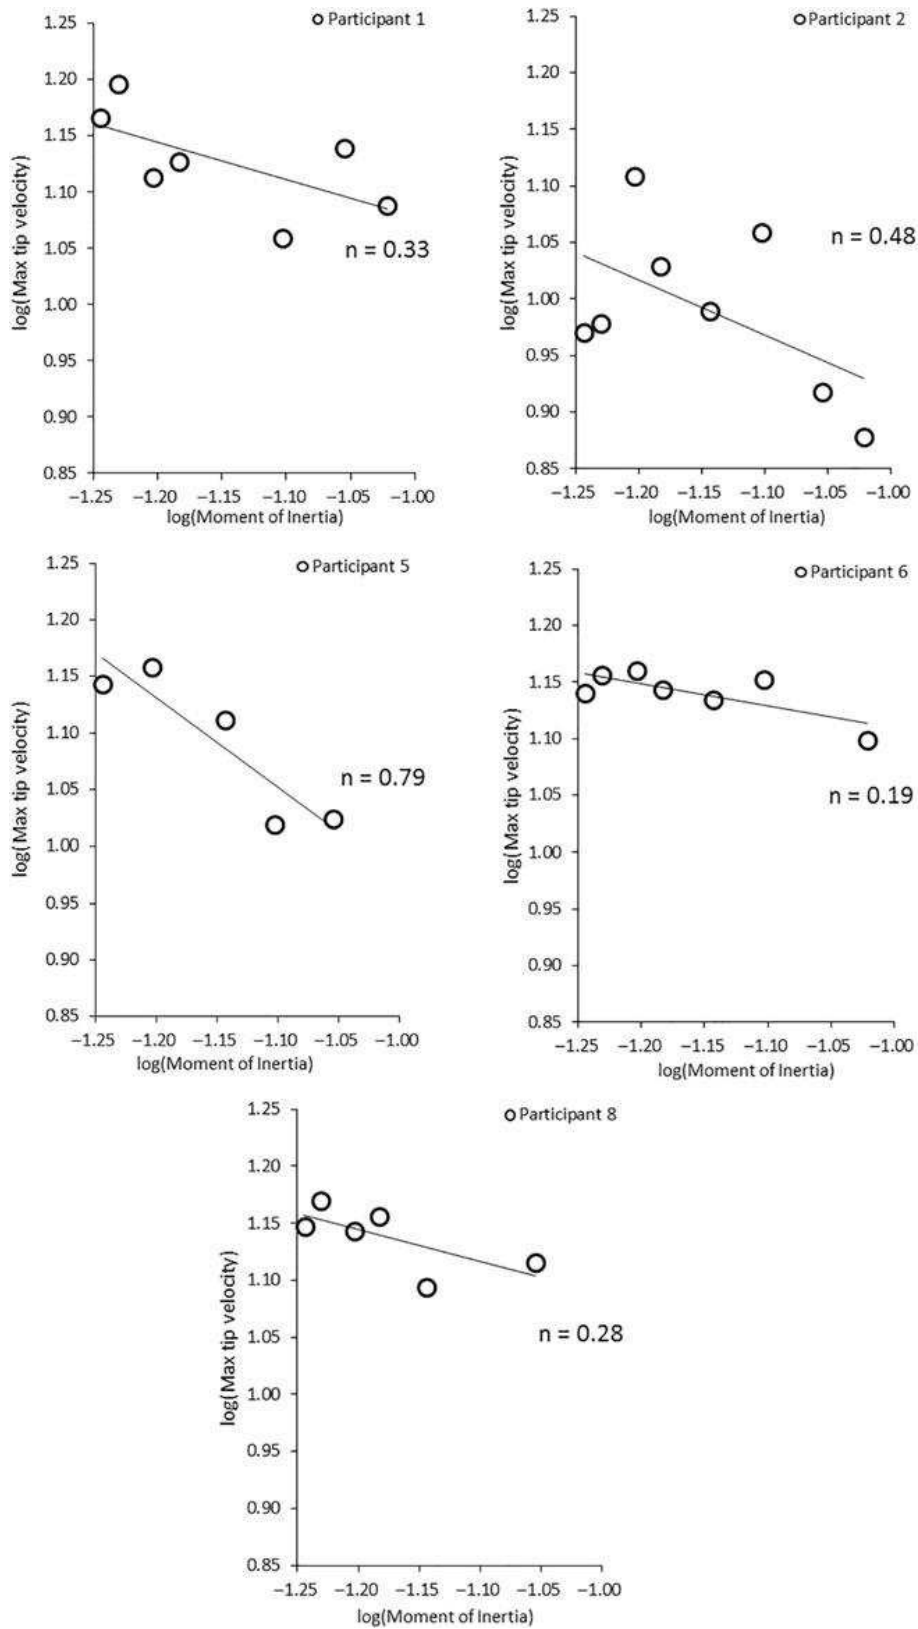 Participant 1
1.25
1.20
1.15
1.10
1.05
1.00
0.95
0.90
0.85
log(Max tip velocity)
n = 0.33
−1.25 −1.20 −1.15 −1.10 −1.05 −1.00
log(Moment of Inertia)
Participant 2
1.25
1.20
1.15
1.10
1.05
1.00
0.95
0.90
0.85
log(Max tip velocity)
n = 0.48
−1.25 −1.20 −1.15 −1.10 −1.05 −1.00
log(Moment of Inertia)
Participant 5
1.25
1.20
1.15
1.10
1.05
1.00
0.95
0.90
0.85
log(Max tip velocity)
n = 0.79
−1.25 −1.20 −1.15 −1.10 −1.05 −1.00
log(Moment of Inertia)
Participant 6
1.25
1.20
1.15
1.10
1.05
1.00
0.95
0.90
0.85
log(Max tip velocity)
n = 0.19
−1.25 −1.20 −1.15 −1.10 −1.05 −1.00
log(Moment of Inertia)
Participant 8
1.25
1.20
1.15
1.10
1.05
1.00
0.95
0.90
0.85
log(Max tip velocity)
n = 0.28
−1.25 −1.20 −1.15 −1.10 −1.05 −1.00
log(Moment of Inertia)